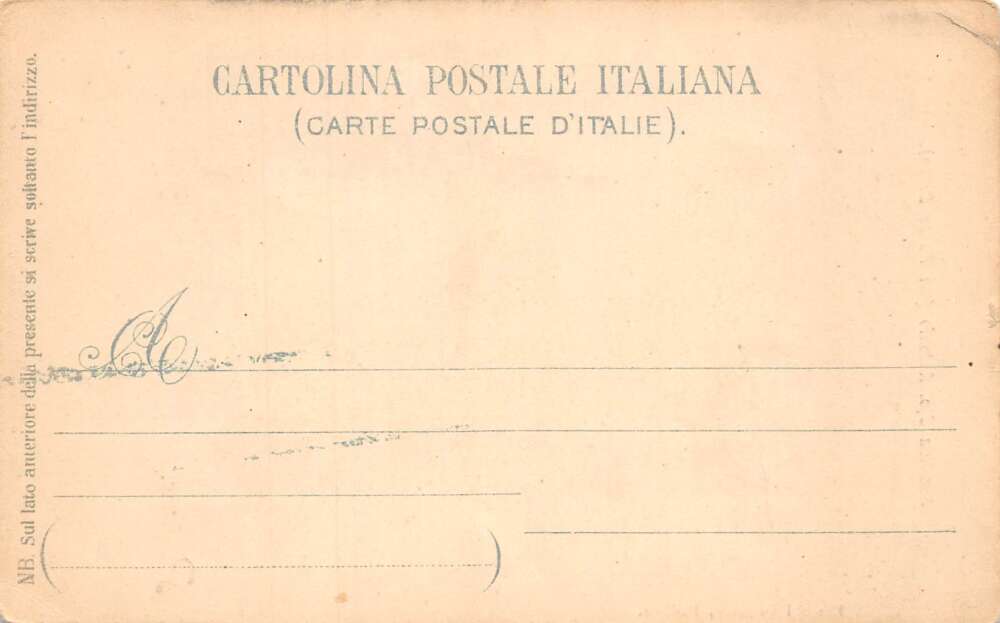 CARTOLINA POSTALE ITALIANA
(CARTE POSTALE D'ITALIE).
A
NB. Sul lato anteriore della presente si scrive soltanto l'indirizzo.